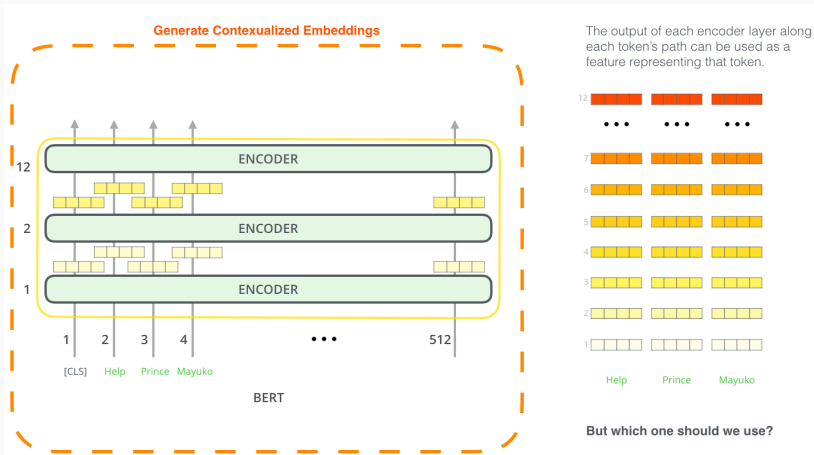 Generate Contexualized Embeddings
12
ENCODER
2
ENCODER
1
ENCODER
1 2 3 4 ••• 512
[CLS] Help Prince Mayuko
BERT
The output of each encoder layer along
each token's path can be used as a
feature representing that token.
12
•••  •••  •••
7
6
5
4
3
2
1
Help Prince Mayuko
But which one should we use?